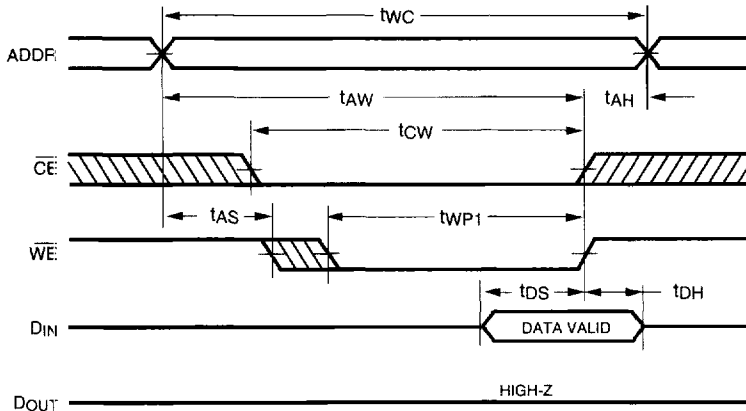 tWC
ADDR
tAW
tAH
tCW
CE
tAS
tWP1
WE
tDS
tDH
DIN
DATA VALID
HIGH-Z
DOUT